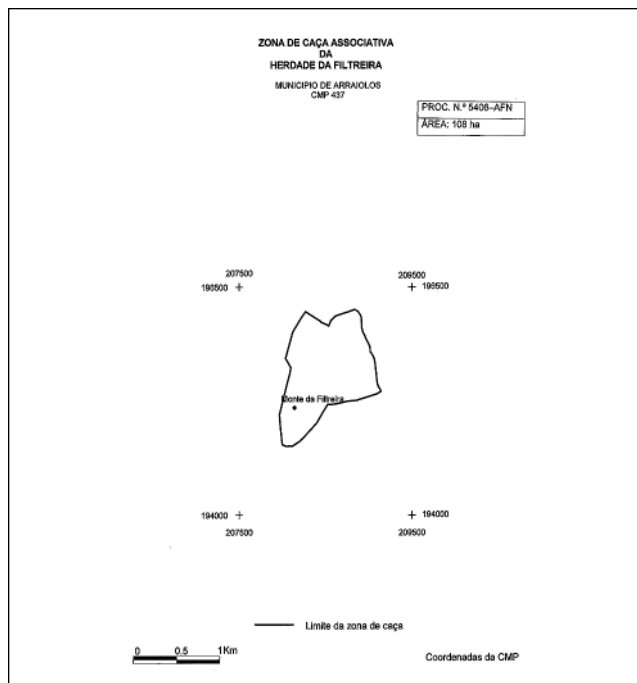 ZONA DE CAÇA ASSOCIATIVA
DA
HERDADE DA FILTREIRA
MUNICIPIO DE ARRAIOLOS
CMP 437
PROC. N.º 5406-AFN
ÁREA: 108 ha
207500
209500
196500
196500
Monte da Filtreira
194000
194000
207500
209500
Limite da zona de caça
0 0.5 1Km
Coordenadas da CMP